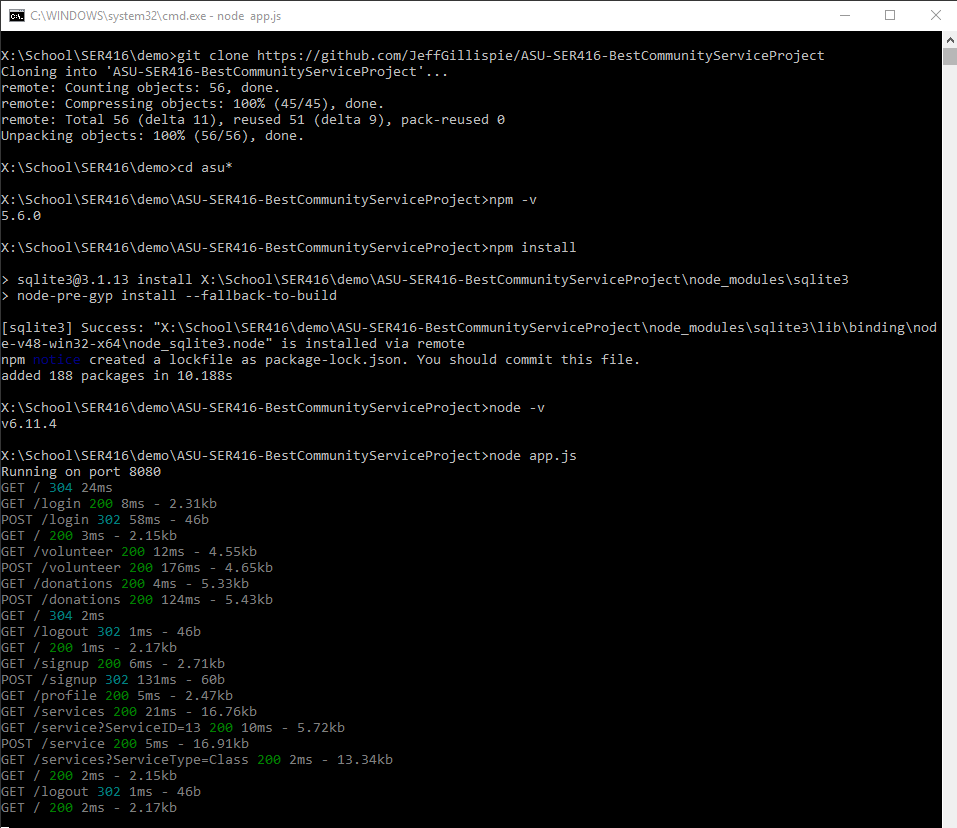 C:\WINDOWS\system32\cmd.exe - node  app.js
X:\School\SER416\demo>git clone https://github.com/JeffGillispie/ASU-SER416-BestCommunityServiceProject
Cloning into 'ASU-SER416-BestCommunityServiceProject'...
remote: Counting objects: 56, done.
remote: Compressing objects: 100% (45/45), done.
remote: Total 56 (delta 11), reused 51 (delta 9), pack-reused 0
Unpacking objects: 100% (56/56), done.
X:\School\SER416\demo>cd asu*
X:\School\SER416\demo\ASU-SER416-BestCommunityServiceProject>npm -v
5.6.0
X:\School\SER416\demo\ASU-SER416-BestCommunityServiceProject>npm install
> sqlite3@3.1.13 install X:\School\SER416\demo\ASU-SER416-BestCommunityServiceProject\node_modules\sqlite3
> node-pre-gyp install --fallback-to-build
[sqlite3] Success: "X:\School\SER416\demo\ASU-SER416-BestCommunityServiceProject\node_modules\sqlite3\lib\binding\nod
e-v48-win32-x64\node_sqlite3.node" is installed via remote
npm notice created a lockfile as package-lock.json. You should commit this file.
added 188 packages in 10.188s
X:\School\SER416\demo\ASU-SER416-BestCommunityServiceProject>node -v
v6.11.4
X:\School\SER416\demo\ASU-SER416-BestCommunityServiceProject>node app.js
Running on port 8080
GET / 304 24ms
GET /login 200 8ms - 2.31kb
POST /login 302 58ms - 46b
GET / 200 3ms - 2.15kb
GET /volunteer 200 12ms - 4.55kb
POST /volunteer 200 176ms - 4.65kb
GET /donations 200 4ms - 5.33kb
POST /donations 200 124ms - 5.43kb
GET / 304 2ms
GET /logout 302 1ms - 46b
GET / 200 1ms - 2.17kb
GET /signup 200 6ms - 2.71kb
POST /signup 302 131ms - 60b
GET /profile 200 5ms - 2.47kb
GET /services 200 21ms - 16.76kb
GET /service?ServiceID=13 200 10ms - 5.72kb
POST /service 200 5ms - 16.91kb
GET /services?ServiceType=Class 200 2ms - 13.34kb
GET / 200 2ms - 2.15kb
GET /logout 302 1ms - 46b
GET / 200 2ms - 2.17kb